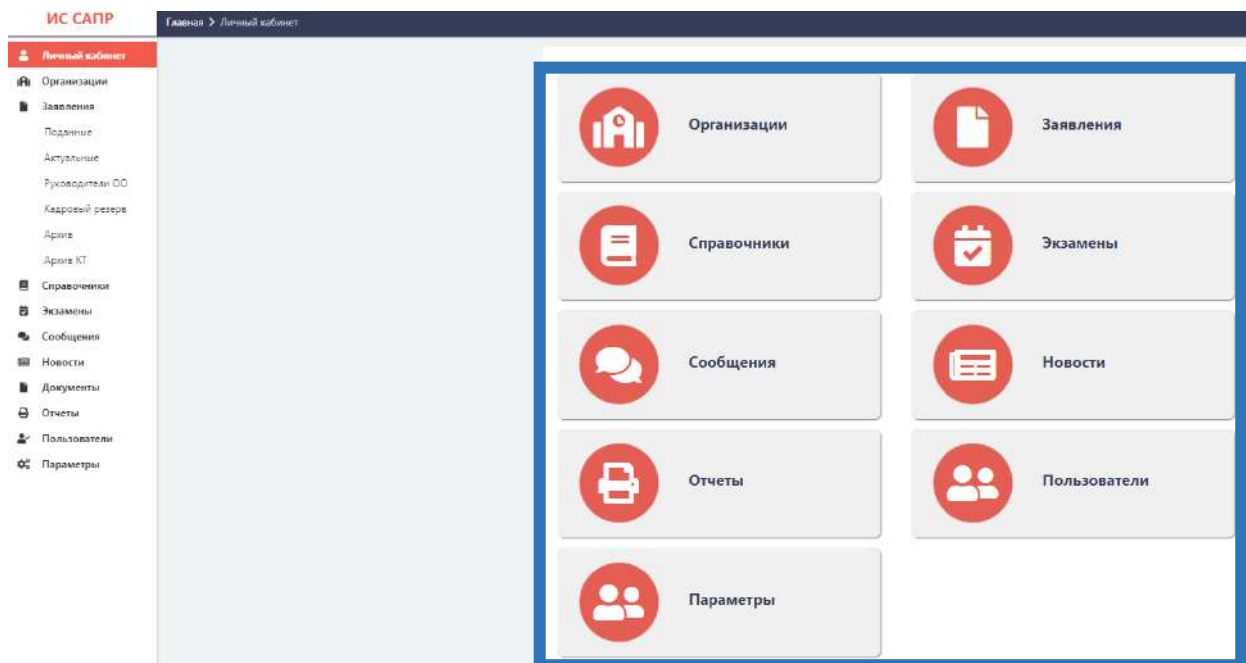 ИС САПР
Главная > Личный кабинет
Личный кабинет
Организации
Заявления
Поданные
Актуальные
Руководители ОО
Кадровый резерв
Архив
Архив КТ
Справочники
Экзамены
Сообщения
Новости
Документы
Отчеты
Пользователи
Параметры
Организации
Заявления
Справочники
Экзамены
Сообщения
Новости
Отчеты
Пользователи
Параметры